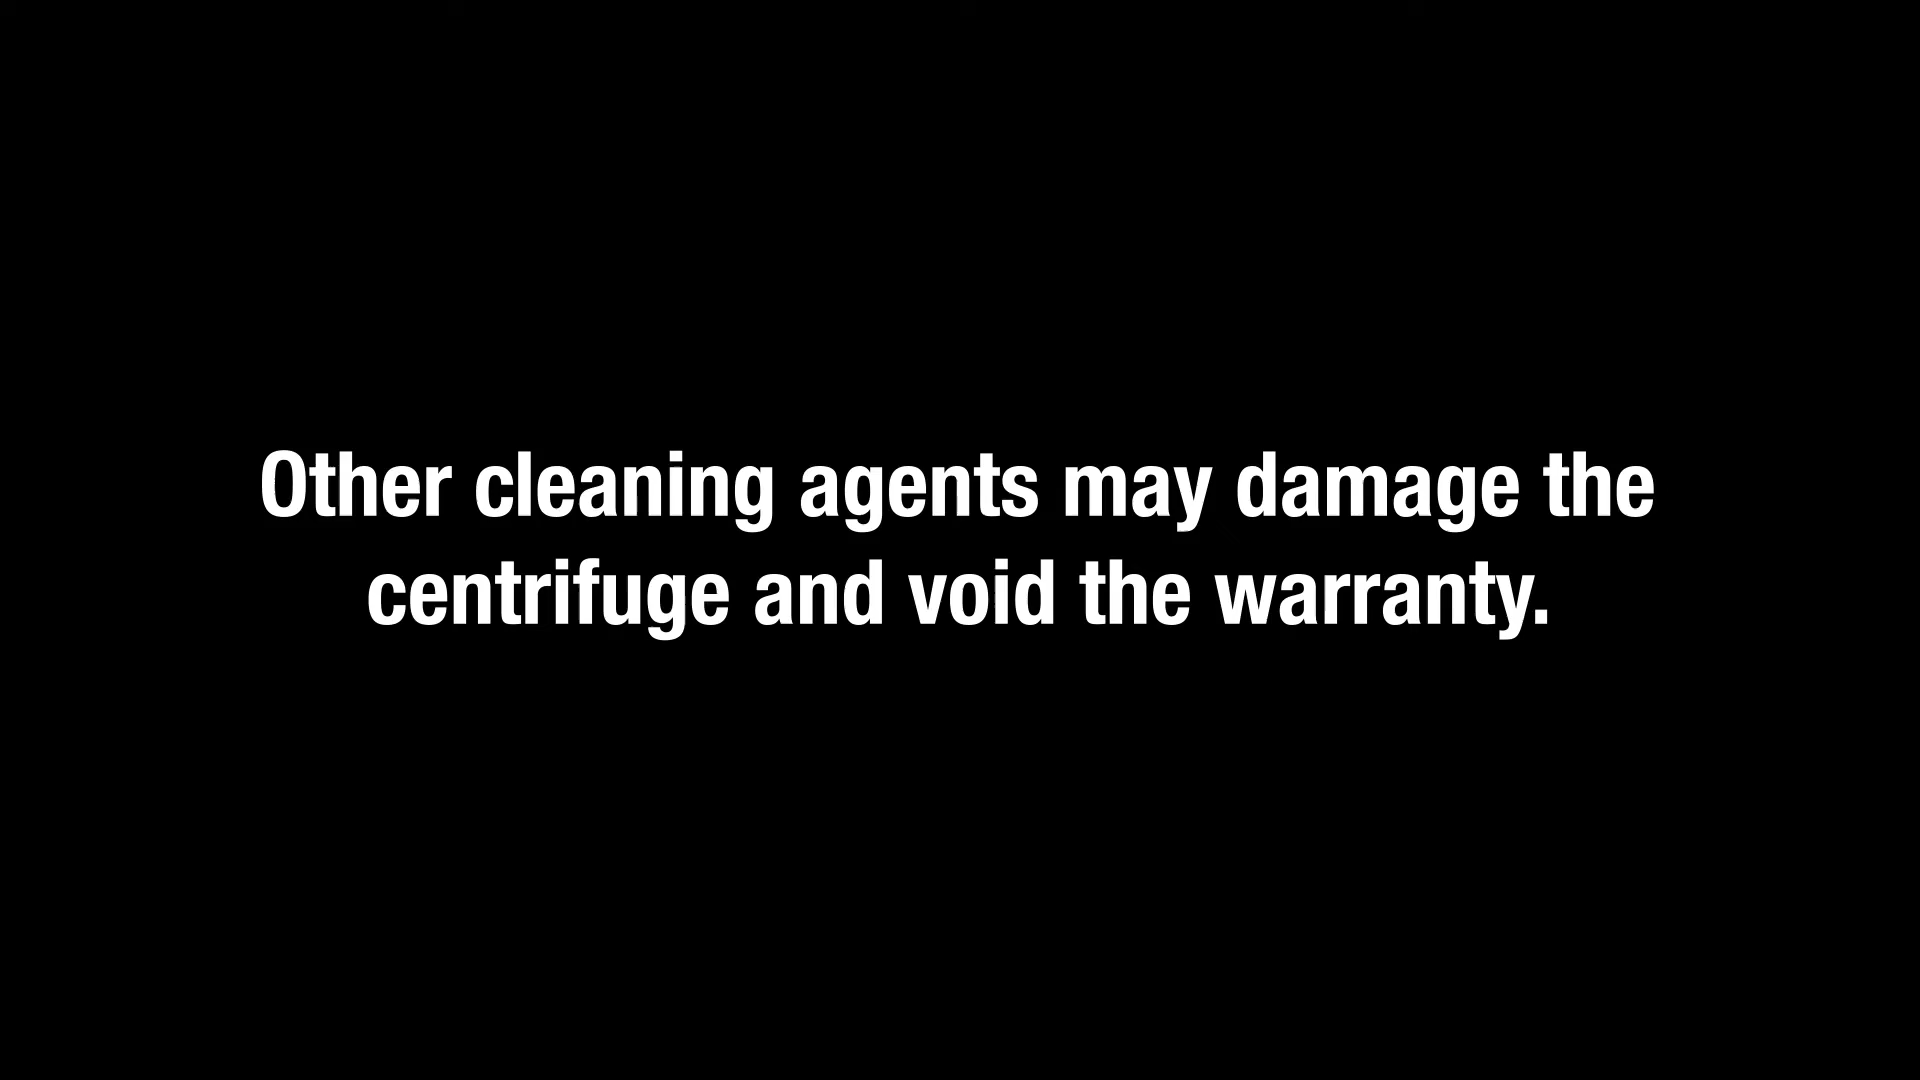 Other cleaning agents may damage the
centrifuge and void the warranty.